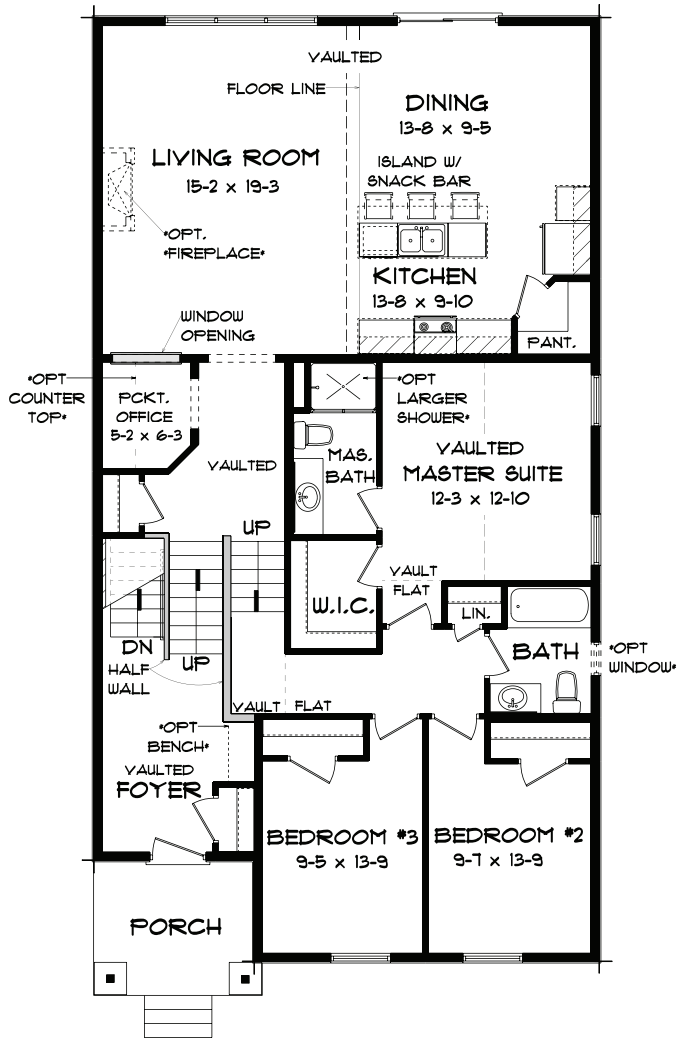 VAULTED
FLOOR LINE
DINING
13-8 x 9-5
LIVING ROOM
15-2 x 19-3
ISLAND W/
SNACK BAR
*OPT.
*FIREPLACE*
KITCHEN
13-8 x 9-10
WINDOW
OPENING
PANT.
*OPT
COUNTER
TOP*
PCKT.
OFFICE
5-2 x 6-3
*OPT
LARGER
SHOWER*
VAULTED
MAS.
BATH
VAULTED
MASTER SUITE
12-3 x 12-10
UP
VAULT
FLAT
W.I.C.
LIN.
DN
HALF
WALL
UP
BATH
*OPT
WINDOW*
VAULT FLAT
*OPT
BENCH*
VAULTED
FOYER
BEDROOM #3
9-5 x 13-9
BEDROOM #2
9-7 x 13-9
PORCH